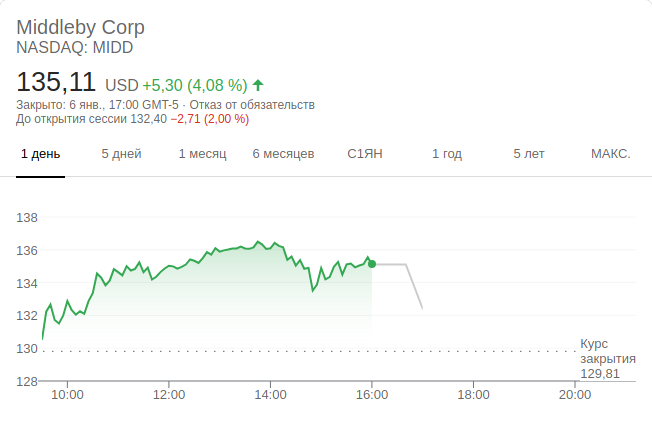 Middleby Corp
NASDAQ: MIDD
135,11 USD +5,30 (4,08 %)
Закрыто: 6 янв., 17:00 GMT-5 · Отказ от обязательств
До открытия сессии 132,40 −2,71 (2,00 %)
1 день 5 дней 1 месяц 6 месяцев С1ЯН 1 год 5 лет МАКС.
138
136
134
132
130
128
Курс
закрытия
129,81
10:00 12:00 14:00 16:00 18:00 20:00